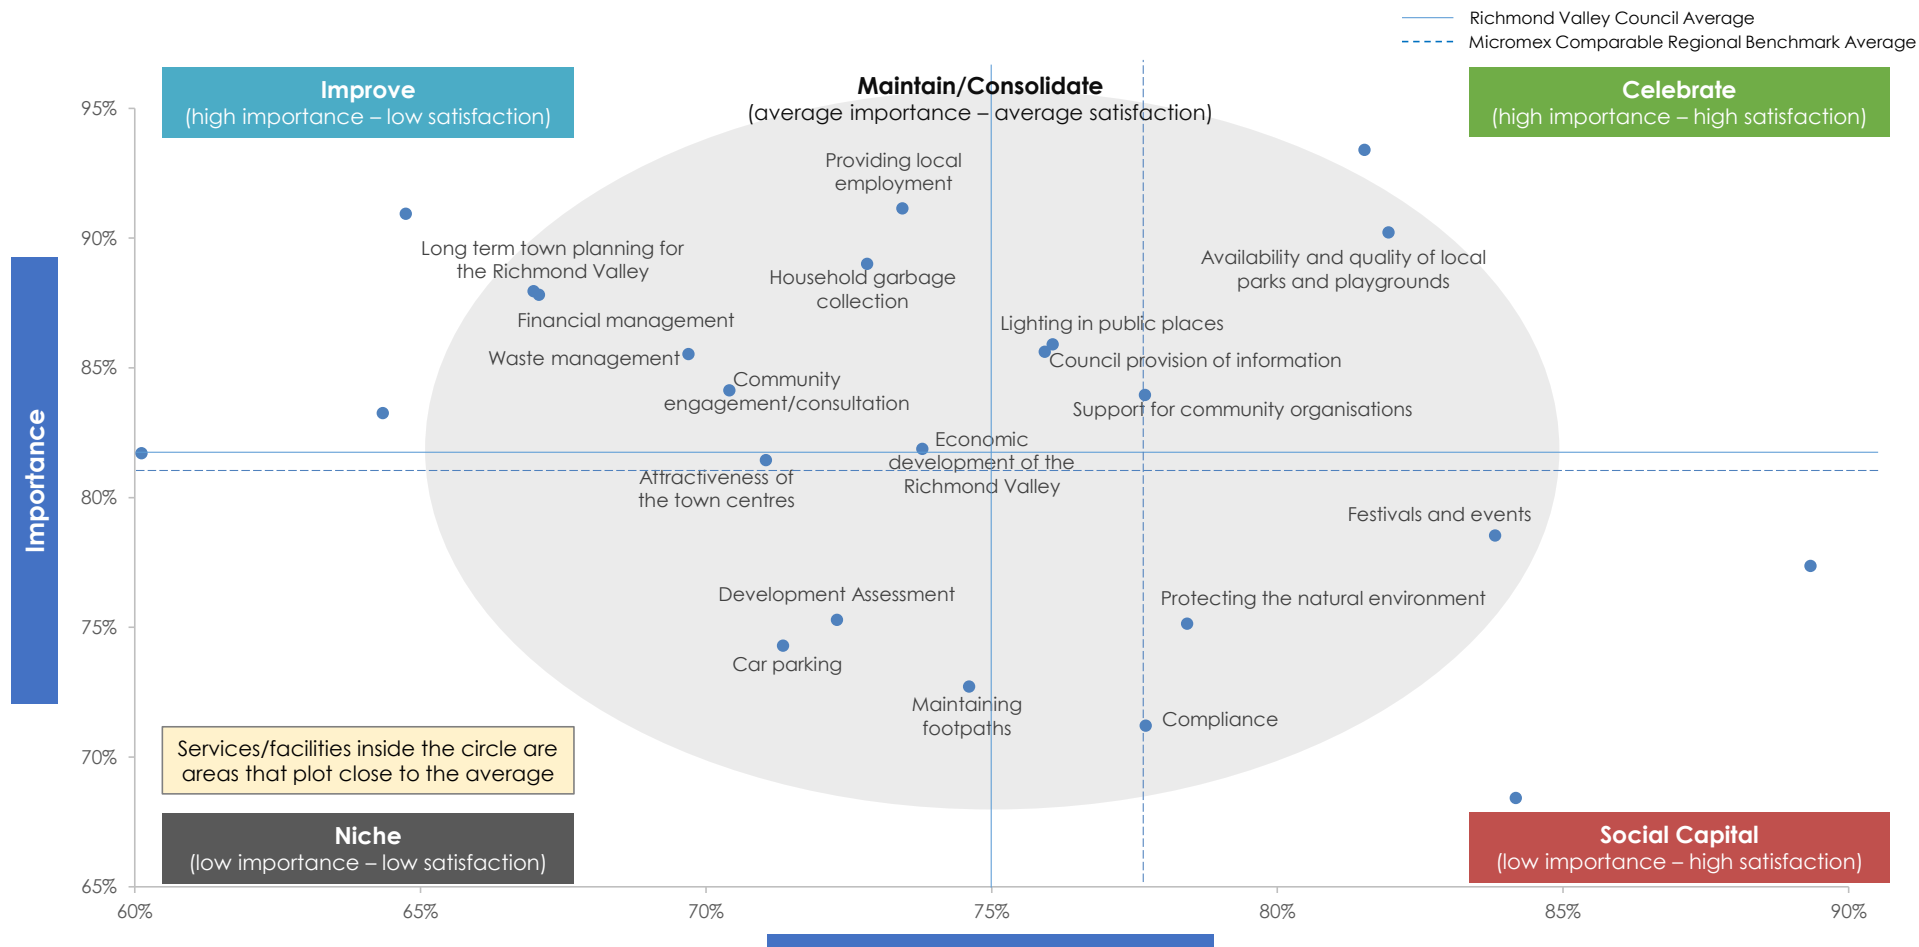 Richmond Valley Council Average
Micromex Comparable Regional Benchmark Average
Improve
(high importance – low satisfaction)
Maintain/Consolidate
(average importance – average satisfaction)
Celebrate
(high importance – high satisfaction)
95%
90%
85%
80%
75%
70%
65%
Importance
Providing local
employment
Long term town planning for
the Richmond Valley
Household garbage
collection
Availability and quality of local
parks and playgrounds
Financial management
Lighting in public places
Waste management
Council provision of information
Community
engagement/consultation
Support for community organisations
Economic
development of the
Richmond Valley
Attractiveness of
the town centres
Festivals and events
Development Assessment
Protecting the natural environment
Car parking
Maintaining
footpaths
Compliance
Services/facilities inside the circle are
areas that plot close to the average
Niche
(low importance – low satisfaction)
Social Capital
(low importance – high satisfaction)
60%
65%
70%
75%
80%
85%
90%